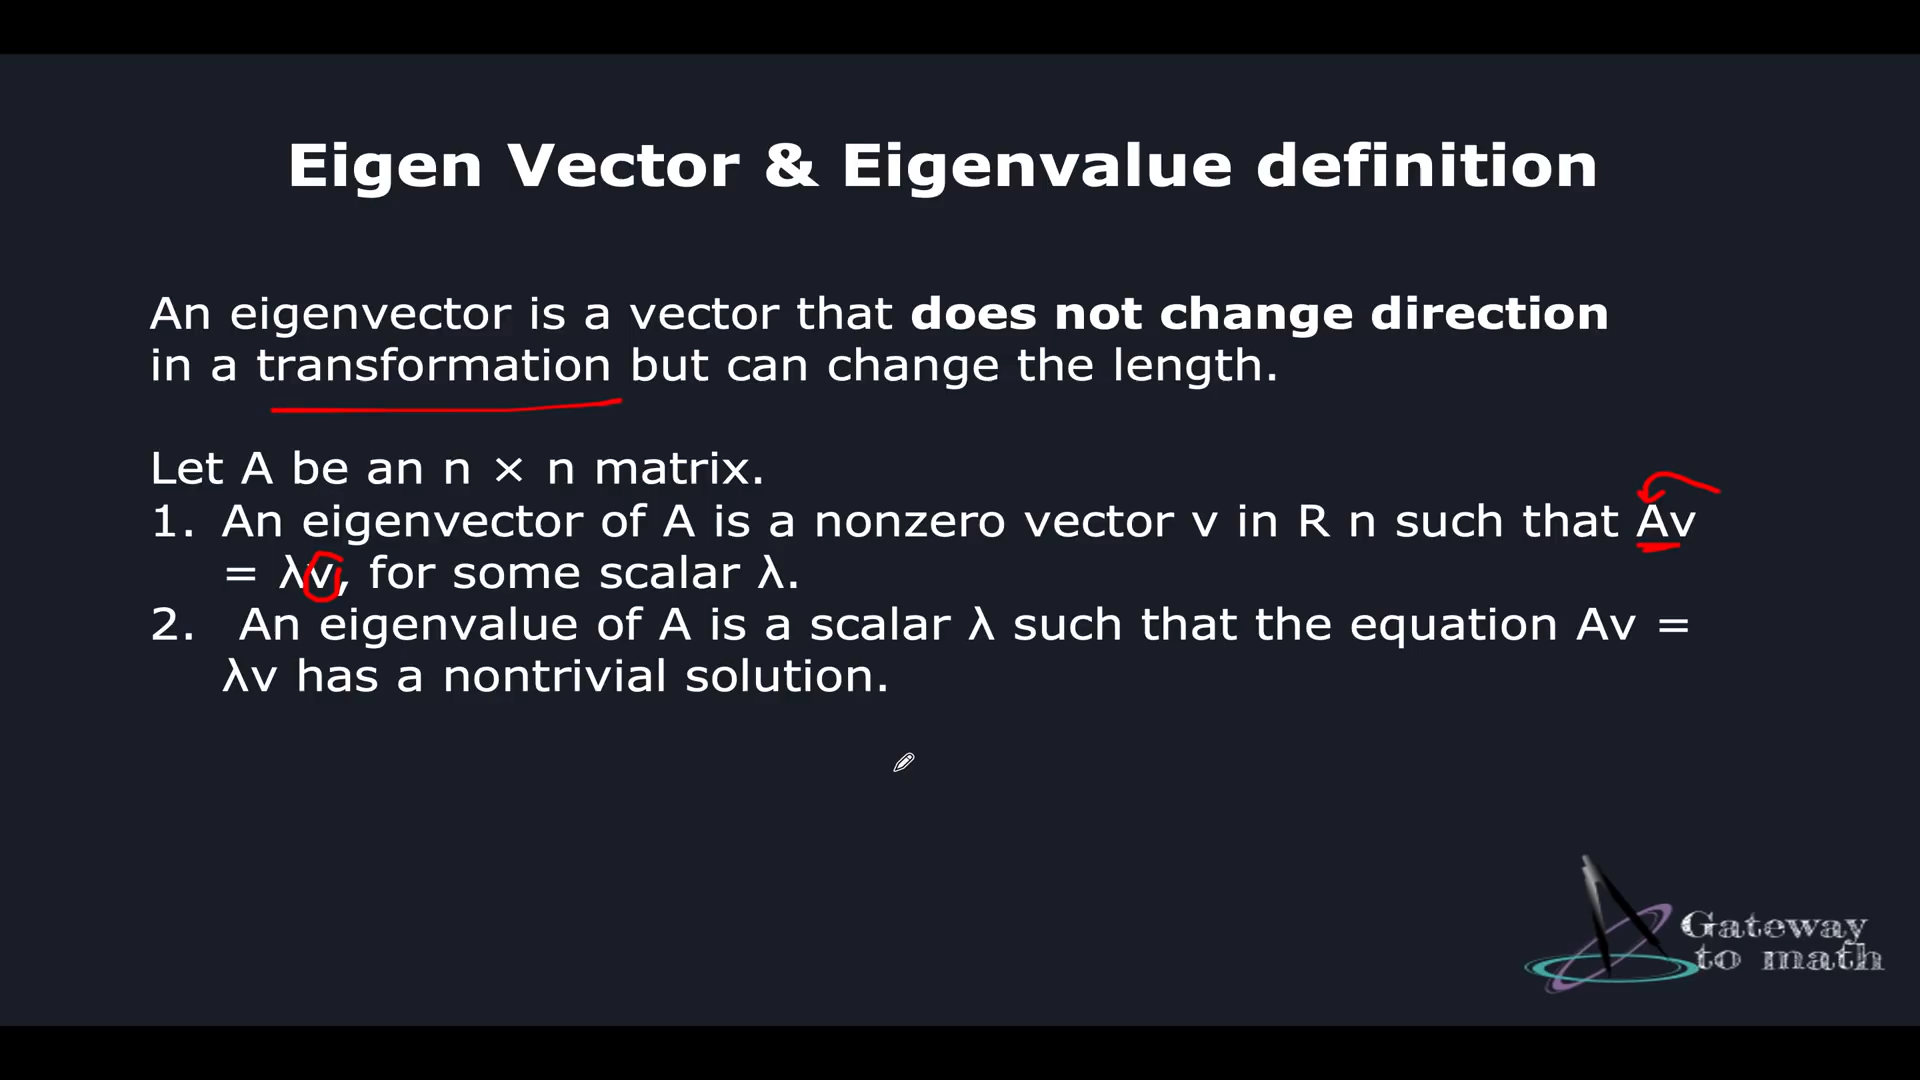 Eigen Vector & Eigenvalue definition
An eigenvector is a vector that does not change direction
in a transformation but can change the length.
Let A be an n × n matrix.
1. An eigenvector of A is a nonzero vector v in R n such that Av
= λv, for some scalar λ.
2. An eigenvalue of A is a scalar λ such that the equation Av =
λv has a nontrivial solution.
Gateway
to math